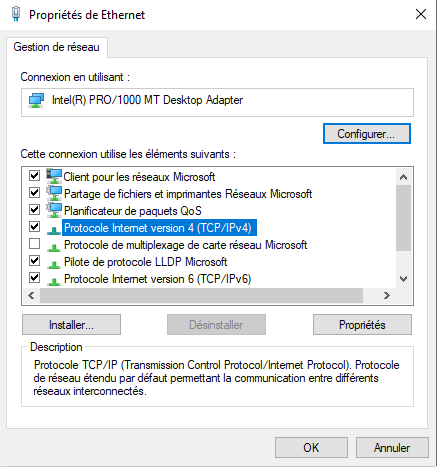 Propriétés de Ethernet
Gestion de réseau
Connexion en utilisant :
Intel(R) PRO/1000 MT Desktop Adapter
Configurer...
Cette connexion utilise les éléments suivants :
Client pour les réseaux Microsoft
Partage de fichiers et imprimantes Réseaux Microsoft
Planificateur de paquets QoS
Protocole Internet version 4 (TCP/IPv4)
Protocole de multiplexage de carte réseau Microsoft
Pilote de protocole LLDP Microsoft
Protocole Internet version 6 (TCP/IPv6)
Installer...
Désinstaller
Propriétés
Description
Protocole TCP/IP (Transmission Control Protocol/Internet Protocol). Protocole
de réseau étendu par défaut permettant la communication entre différents
réseaux interconnectés.
OK
Annuler